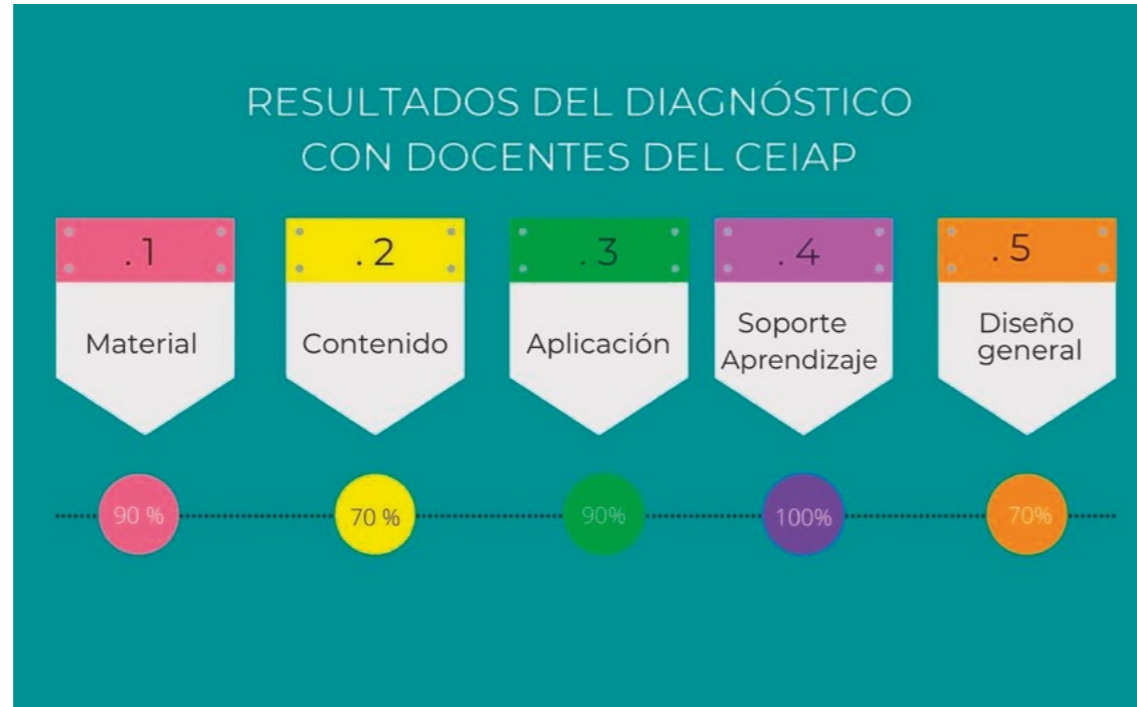 RESULTADOS DEL DIAGNÓSTICO
CON DOCENTES DEL CEIAP
.1
Material
.2
Contenido
.3
Aplicación
.4
Soporte
Aprendizaje
.5
Diseño
general
90 %
70 %
90%
100%
70%